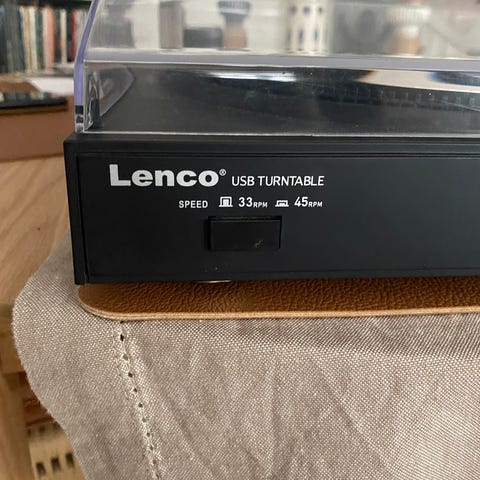 Lenco® USB TURNTABLE
SPEED 33RPM 45RPM